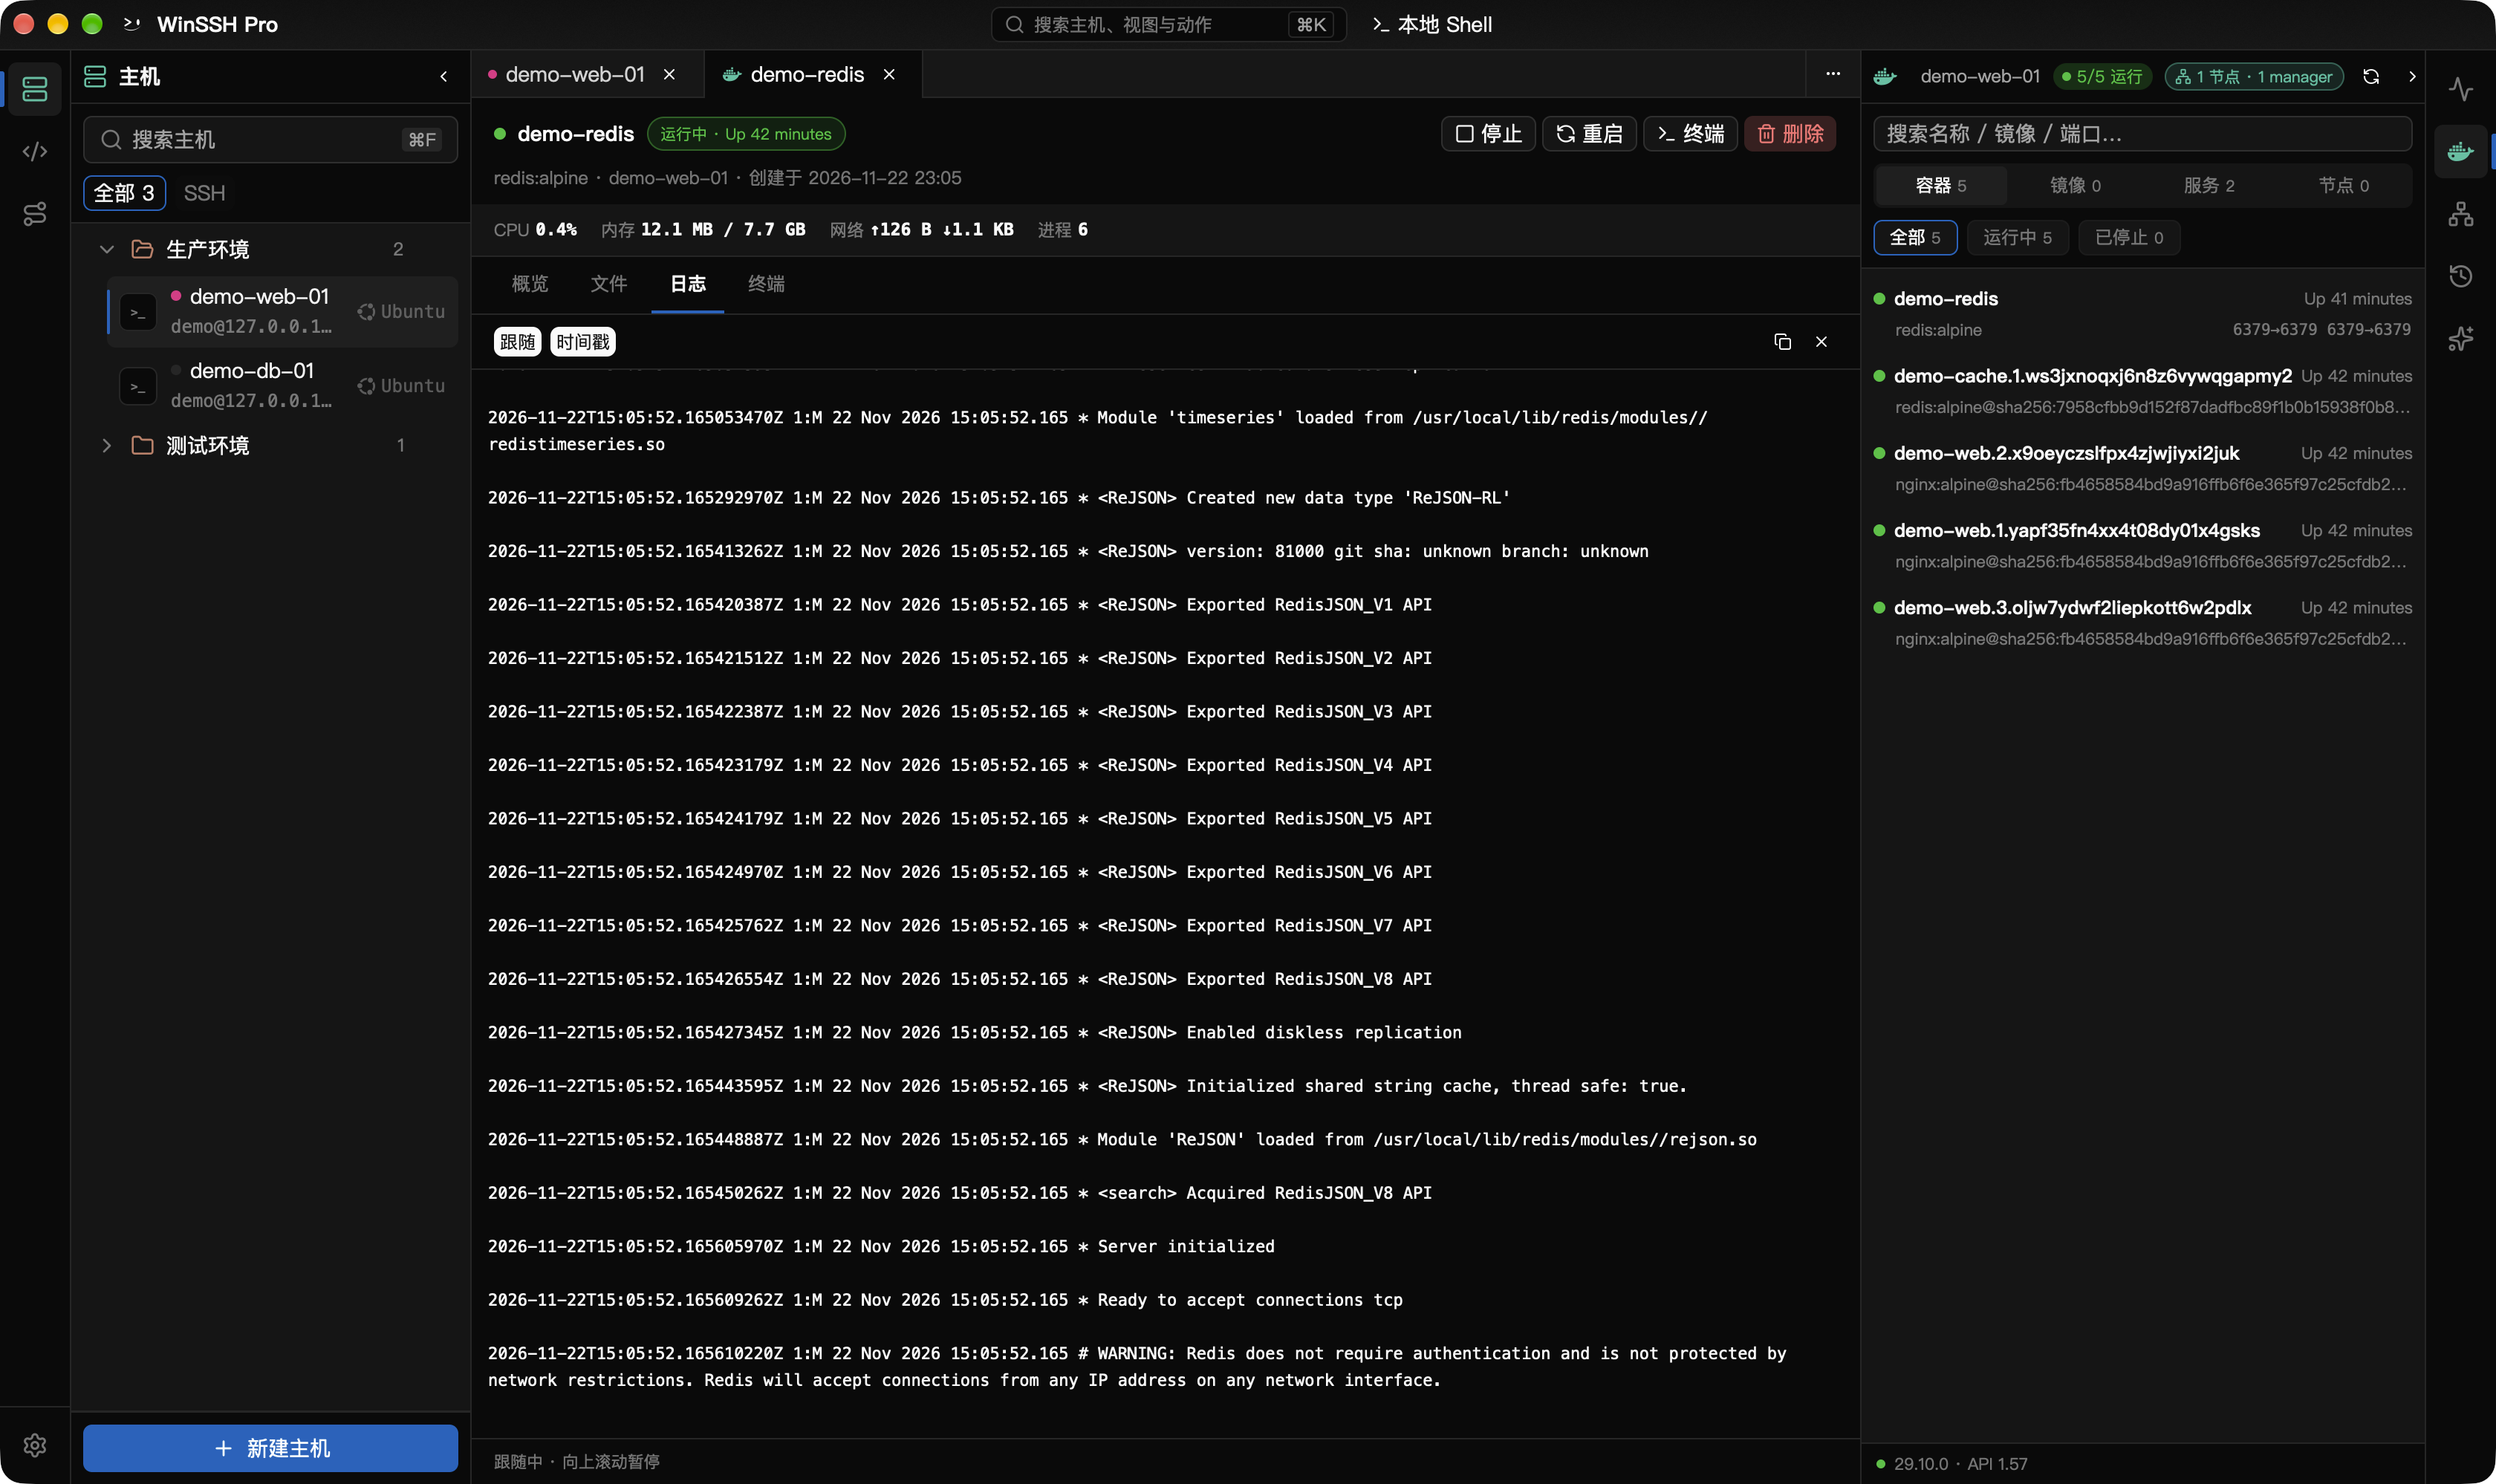 WinSSH Pro
搜索主机、视图与动作 ⌘K
>_ 本地 Shell
主机
搜索主机 ⌘F
全部 3 SSH
生产环境 2
demo-web-01
demo@127.0.0.1…
Ubuntu
demo-db-01
demo@127.0.0.1…
Ubuntu
测试环境 1
+ 新建主机
demo-web-01 ×
demo-redis ×
demo-redis 运行中 · Up 42 minutes
停止 重启 >_ 终端 删除
redis:alpine · demo-web-01 · 创建于 2026-11-22 23:05
CPU 0.4% 内存 12.1 MB / 7.7 GB 网络 ↑126 B ↓1.1 KB 进程 6
概览 文件 日志 终端
跟随 时间戳
2026-11-22T15:05:52.165053470Z 1:M 22 Nov 2026 15:05:52.165 * Module 'timeseries' loaded from /usr/local/lib/redis/modules//
redistimeseries.so
2026-11-22T15:05:52.165292970Z 1:M 22 Nov 2026 15:05:52.165 * <ReJSON> Created new data type 'ReJSON-RL'
2026-11-22T15:05:52.165413262Z 1:M 22 Nov 2026 15:05:52.165 * <ReJSON> version: 81000 git sha: unknown branch: unknown
2026-11-22T15:05:52.165420387Z 1:M 22 Nov 2026 15:05:52.165 * <ReJSON> Exported RedisJSON_V1 API
2026-11-22T15:05:52.165421512Z 1:M 22 Nov 2026 15:05:52.165 * <ReJSON> Exported RedisJSON_V2 API
2026-11-22T15:05:52.165422387Z 1:M 22 Nov 2026 15:05:52.165 * <ReJSON> Exported RedisJSON_V3 API
2026-11-22T15:05:52.165423179Z 1:M 22 Nov 2026 15:05:52.165 * <ReJSON> Exported RedisJSON_V4 API
2026-11-22T15:05:52.165424179Z 1:M 22 Nov 2026 15:05:52.165 * <ReJSON> Exported RedisJSON_V5 API
2026-11-22T15:05:52.165424970Z 1:M 22 Nov 2026 15:05:52.165 * <ReJSON> Exported RedisJSON_V6 API
2026-11-22T15:05:52.165425762Z 1:M 22 Nov 2026 15:05:52.165 * <ReJSON> Exported RedisJSON_V7 API
2026-11-22T15:05:52.165426554Z 1:M 22 Nov 2026 15:05:52.165 * <ReJSON> Exported RedisJSON_V8 API
2026-11-22T15:05:52.165427345Z 1:M 22 Nov 2026 15:05:52.165 * <ReJSON> Enabled diskless replication
2026-11-22T15:05:52.165443595Z 1:M 22 Nov 2026 15:05:52.165 * <ReJSON> Initialized shared string cache, thread safe: true.
2026-11-22T15:05:52.165448887Z 1:M 22 Nov 2026 15:05:52.165 * Module 'ReJSON' loaded from /usr/local/lib/redis/modules//rejson.so
2026-11-22T15:05:52.165450262Z 1:M 22 Nov 2026 15:05:52.165 * <search> Acquired RedisJSON_V8 API
2026-11-22T15:05:52.165605970Z 1:M 22 Nov 2026 15:05:52.165 * Server initialized
2026-11-22T15:05:52.165609262Z 1:M 22 Nov 2026 15:05:52.165 * Ready to accept connections tcp
2026-11-22T15:05:52.165610220Z 1:M 22 Nov 2026 15:05:52.165 # WARNING: Redis does not require authentication and is not protected by
network restrictions. Redis will accept connections from any IP address on any network interface.
跟随中 · 向上滚动暂停
demo-web-01 5/5 运行 1 节点 · 1 manager
搜索名称 / 镜像 / 端口…
容器 5 镜像 0 服务 2 节点 0
全部 5 运行中 5 已停止 0
demo-redis Up 41 minutes
redis:alpine 6379→6379 6379→6379
demo-cache.1.ws3jxnoqxj6n8z6vywqgapmy2 Up 42 minutes
redis:alpine@sha256:7958cfbb9d152f87dadfbc89f1b0b15938f0b8…
demo-web.2.x9oeyczslfpx4zjwjiyxi2juk Up 42 minutes
nginx:alpine@sha256:fb4658584bd9a916ffb6f6e365f97c25cfdb2…
demo-web.1.yapf35fn4xx4t08dy01x4gsks Up 42 minutes
nginx:alpine@sha256:fb4658584bd9a916ffb6f6e365f97c25cfdb2…
demo-web.3.oljw7ydwf2liepkott6w2pdlx Up 42 minutes
nginx:alpine@sha256:fb4658584bd9a916ffb6f6e365f97c25cfdb2…
29.10.0 · API 1.57